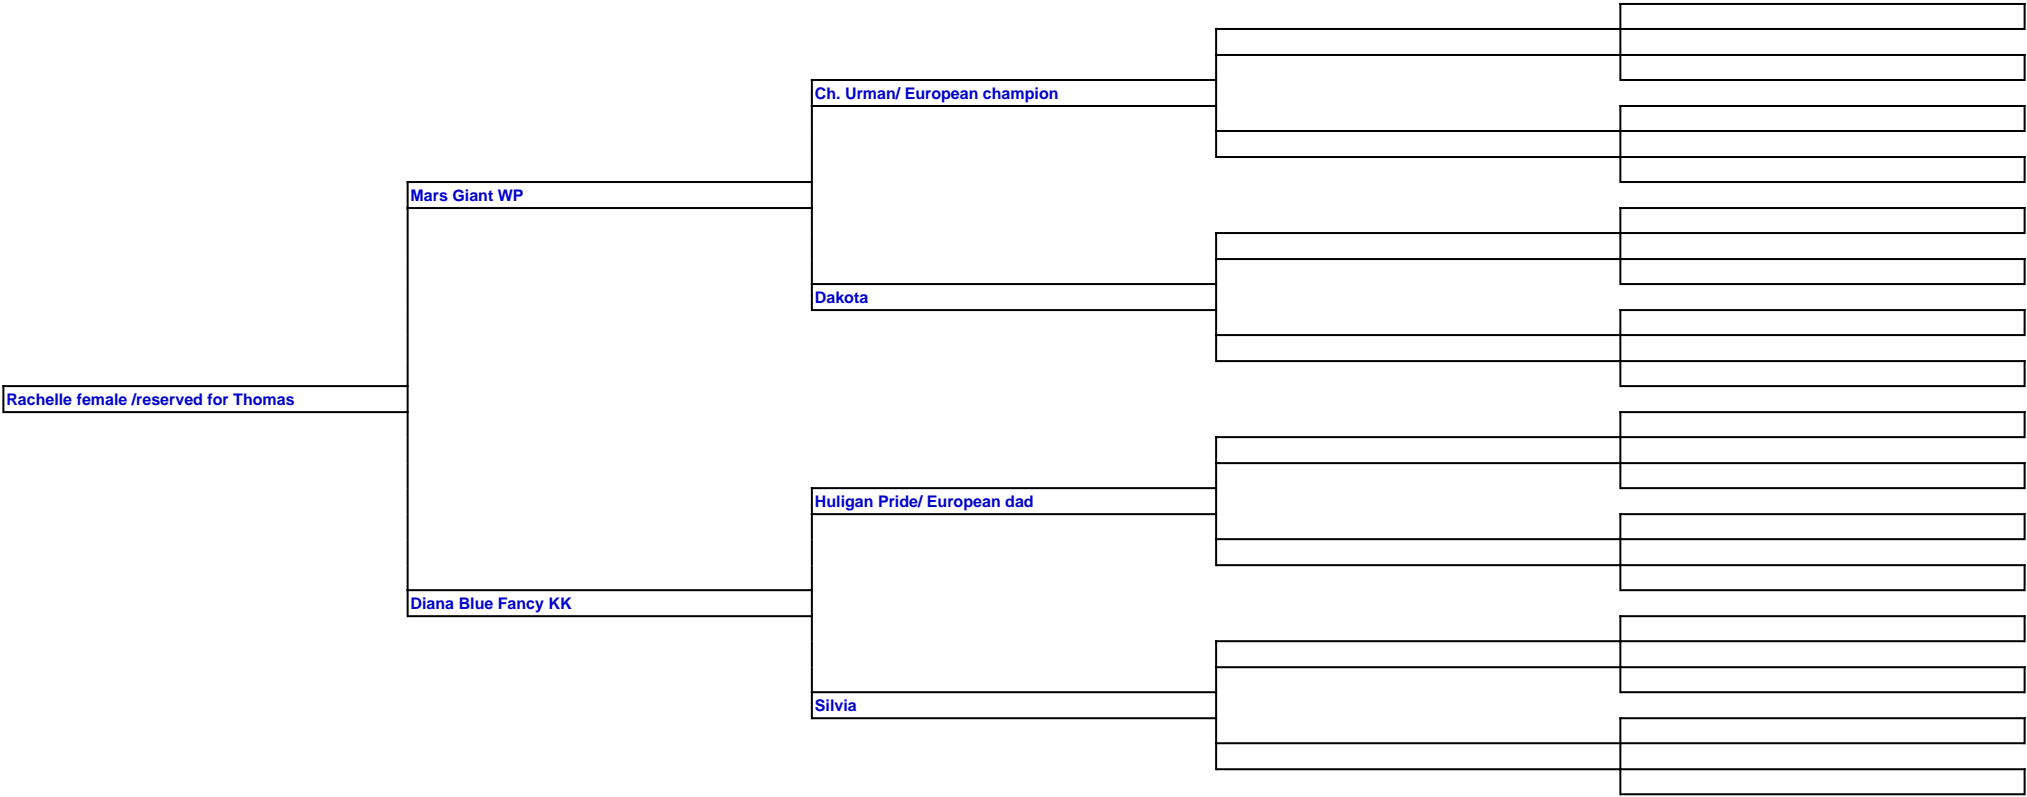 Ch. Urman/ European champion
Mars Giant WP
Dakota
Rachelle female /reserved for Thomas
Huligan Pride/ European dad
Diana Blue Fancy KK
Silvia